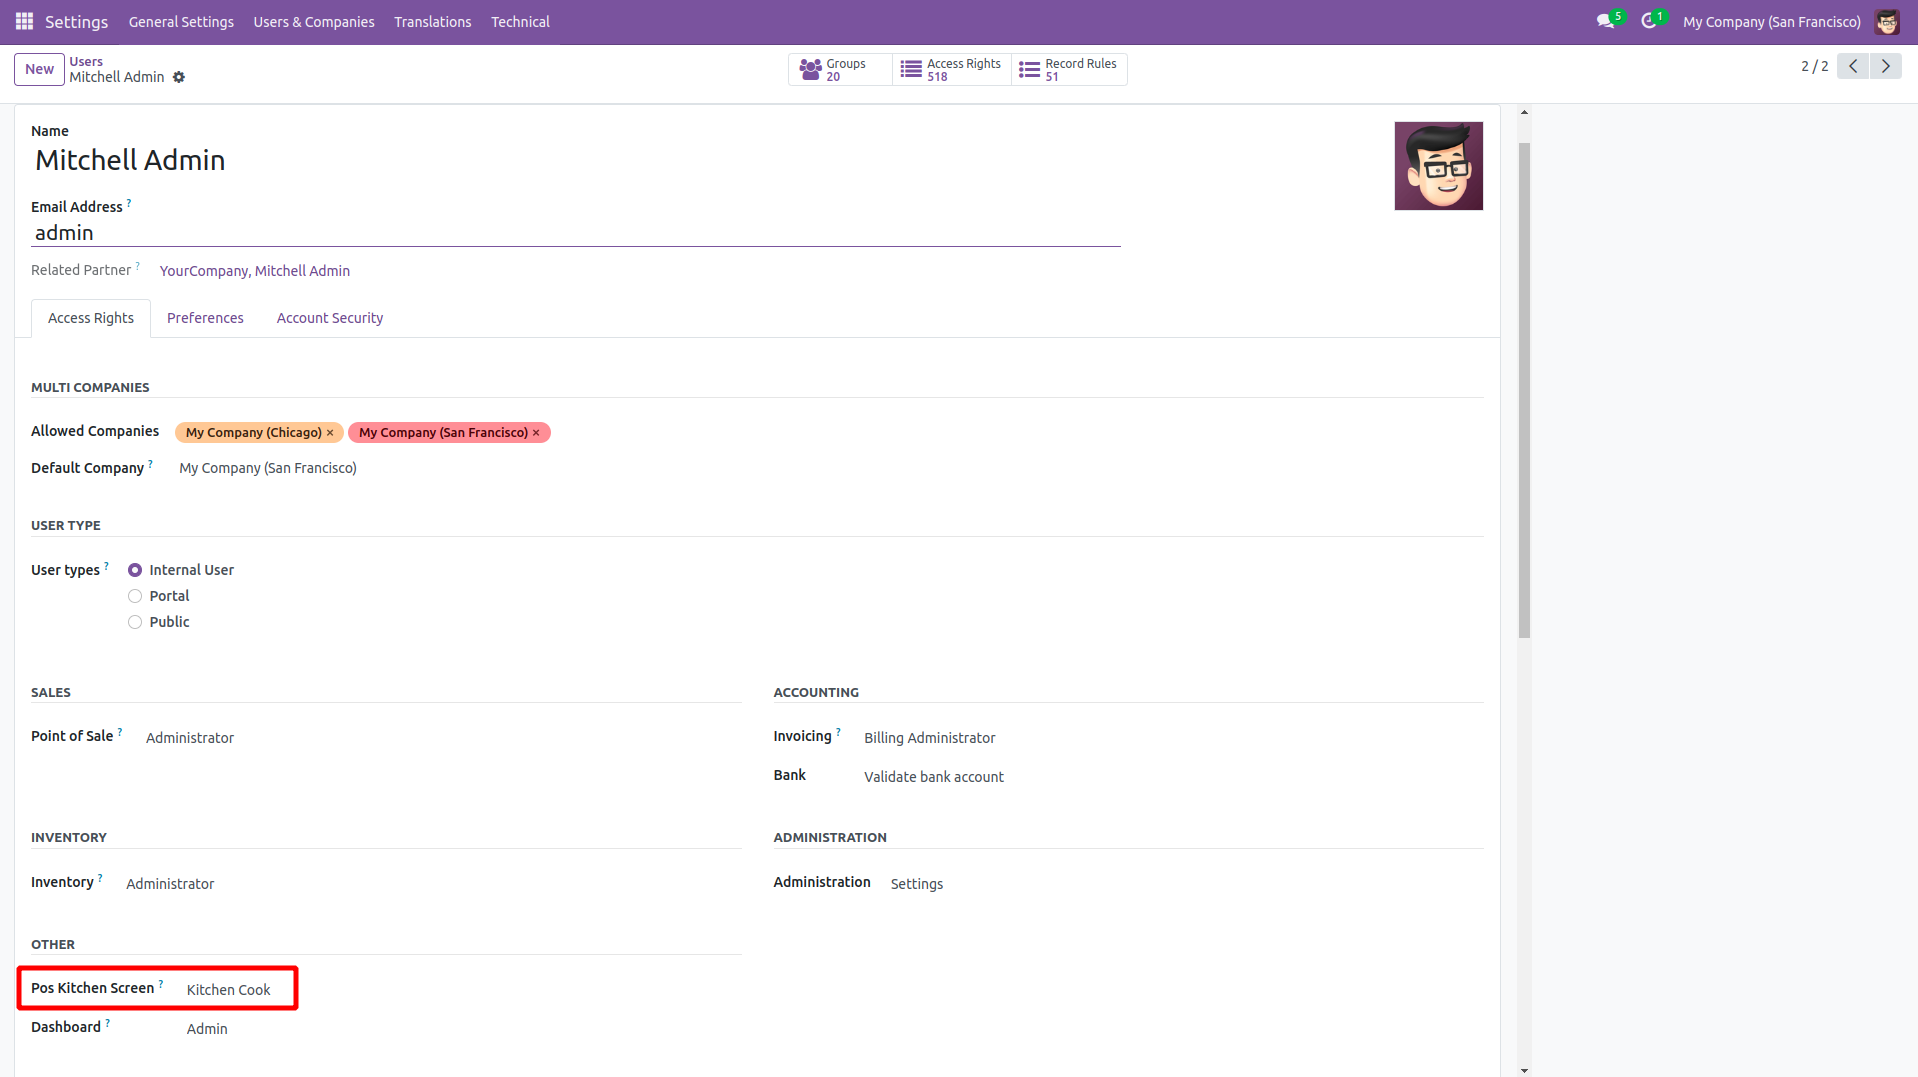 Settings General Settings Users & Companies Translations Technical 5 1 My Company (San Francisco)
New Users
Mitchell Admin
Groups 20 Access Rights 518 Record Rules 51
2 / 2
Name
Mitchell Admin
Email Address ?
admin
Related Partner ? YourCompany, Mitchell Admin
Access Rights Preferences Account Security
MULTI COMPANIES
Allowed Companies My Company (Chicago) × My Company (San Francisco) ×
Default Company ? My Company (San Francisco)
USER TYPE
User types ? Internal User
Portal
Public
SALES
Point of Sale ? Administrator
ACCOUNTING
Invoicing ? Billing Administrator
Bank Validate bank account
INVENTORY
Inventory ? Administrator
ADMINISTRATION
Administration Settings
OTHER
Pos Kitchen Screen ? Kitchen Cook
Dashboard ? Admin